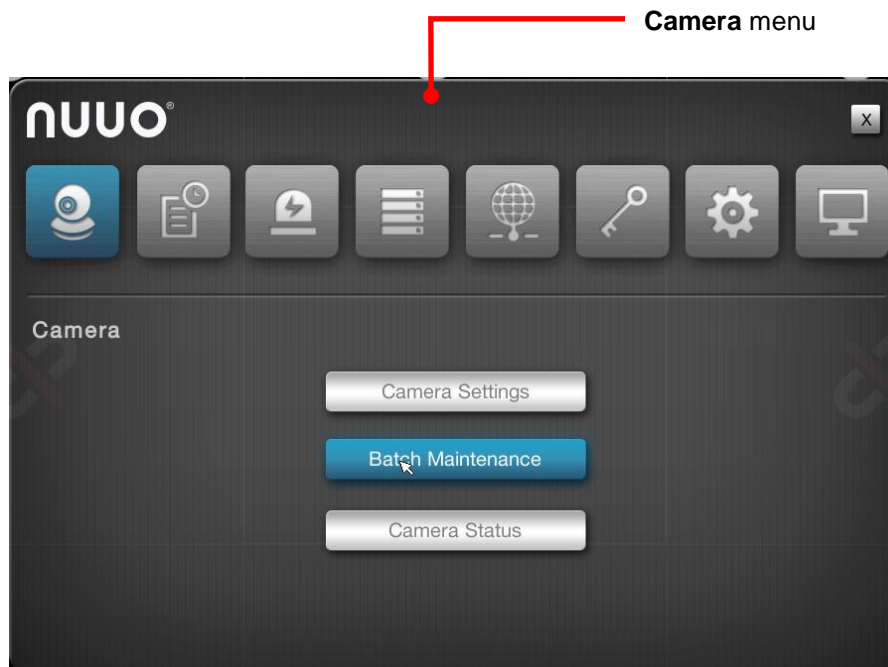 Camera menu
nuuo®
X
Camera
Camera Settings
Batch Maintenance
Camera Status